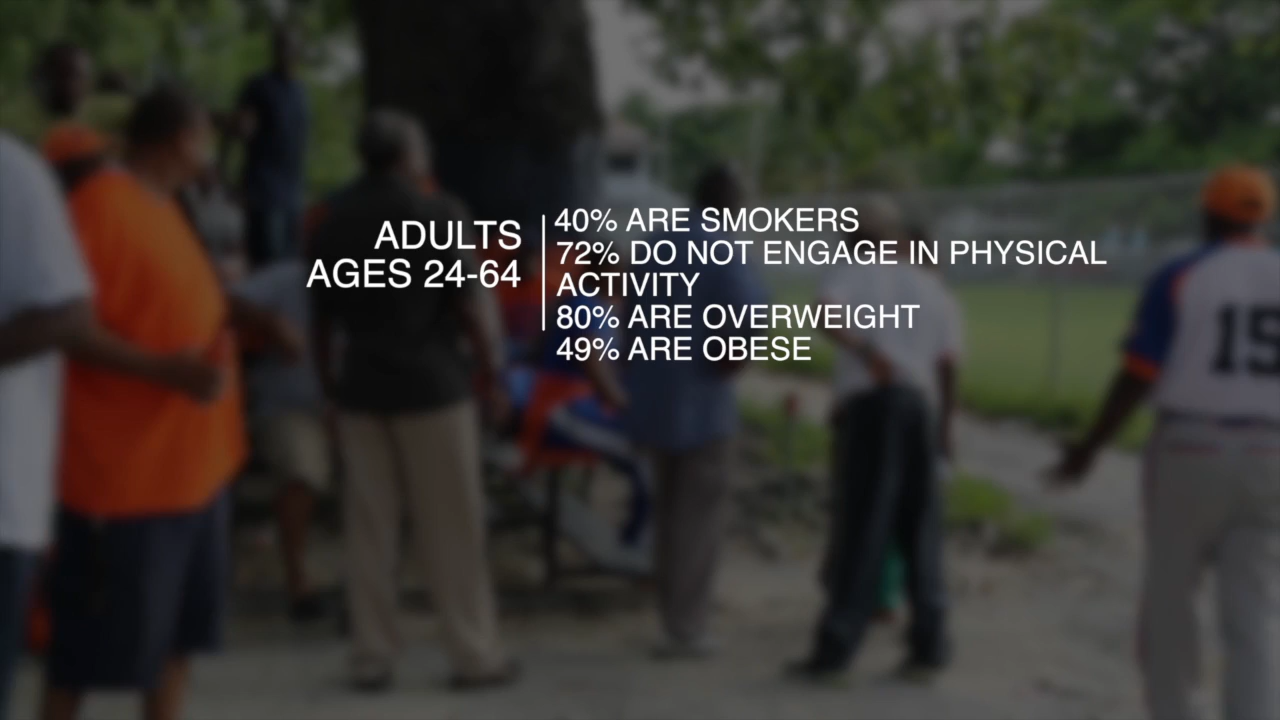 ADULTS
AGES 24-64
40% ARE SMOKERS
72% DO NOT ENGAGE IN PHYSICAL
ACTIVITY
80% ARE OVERWEIGHT
49% ARE OBESE
15